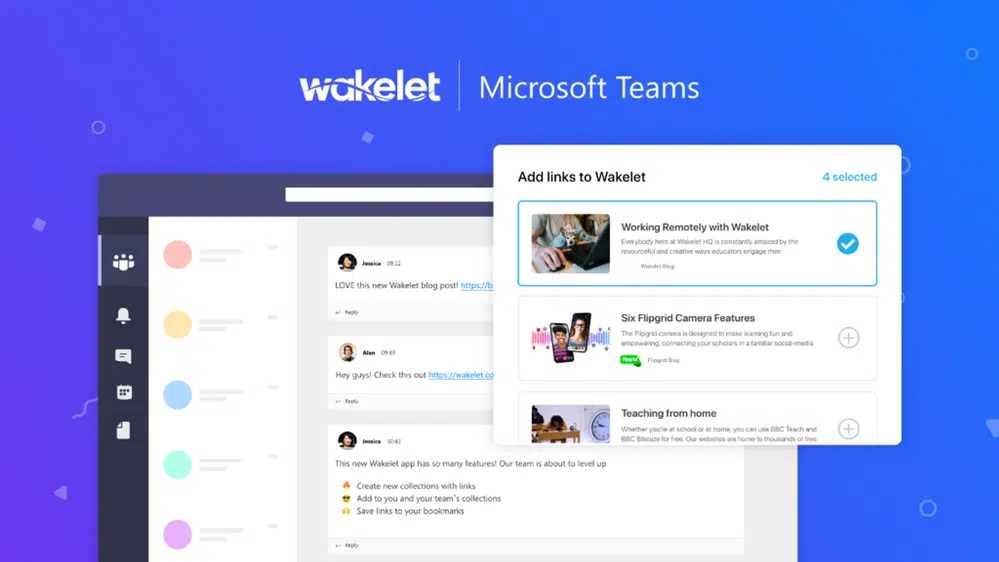 wakelet | Microsoft Teams
Add links to Wakelet
4 selected
Working Remotely with Wakelet
Everybody here at Wakelet HQ is constantly amazed by the
resourceful and creative ways educators engage their
Wakelet Blog
Six Flipgrid Camera Features
The Flipgrid camera is designed to make learning fun and
empowering, connecting your scholars in a familiar social-media
Flipgrid
Flipgrid Blog
Teaching from home
Whether you're at school or at home, you can use BBC Teach and
BBC Bitesize for free. Our websites are home to thousands of free
Jessica 09:12
LOVE this new Wakelet blog post! https://b
Reply
Alan
Hey guys! Check this out https://wakelet.co
Reply
Jessica 10:42
This new Wakelet app has so many features! Our team is about to level up
🔥 Create new collections with links
😎 Add to you and your team's collections
🙌 Save links to your bookmarks
Reply